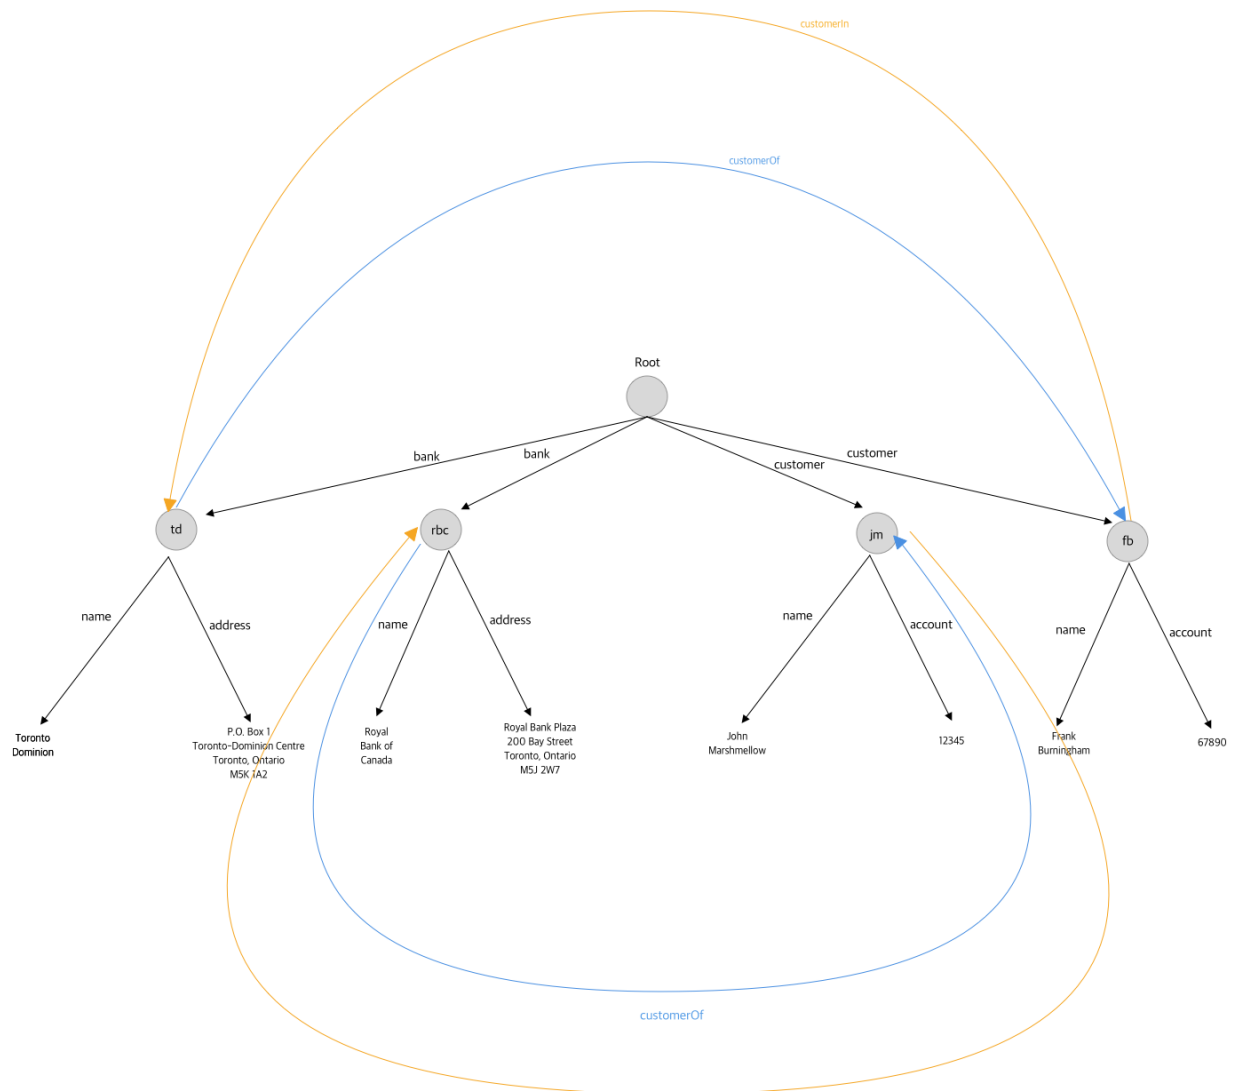 customerIn
customerOf
Root
bank
bank
customer
customer
td
rbc
jm
fb
name
address
name
address
name
account
name
account
Toronto
Dominion
P.O. Box 1
Toronto-Dominion Centre
Toronto, Ontario
M5K 1A2
Royal
Bank of
Canada
Royal Bank Plaza
200 Bay Street
Toronto, Ontario
M5J 2W7
John
Marshmellow
12345
Frank
Burningham
67890
customerOf